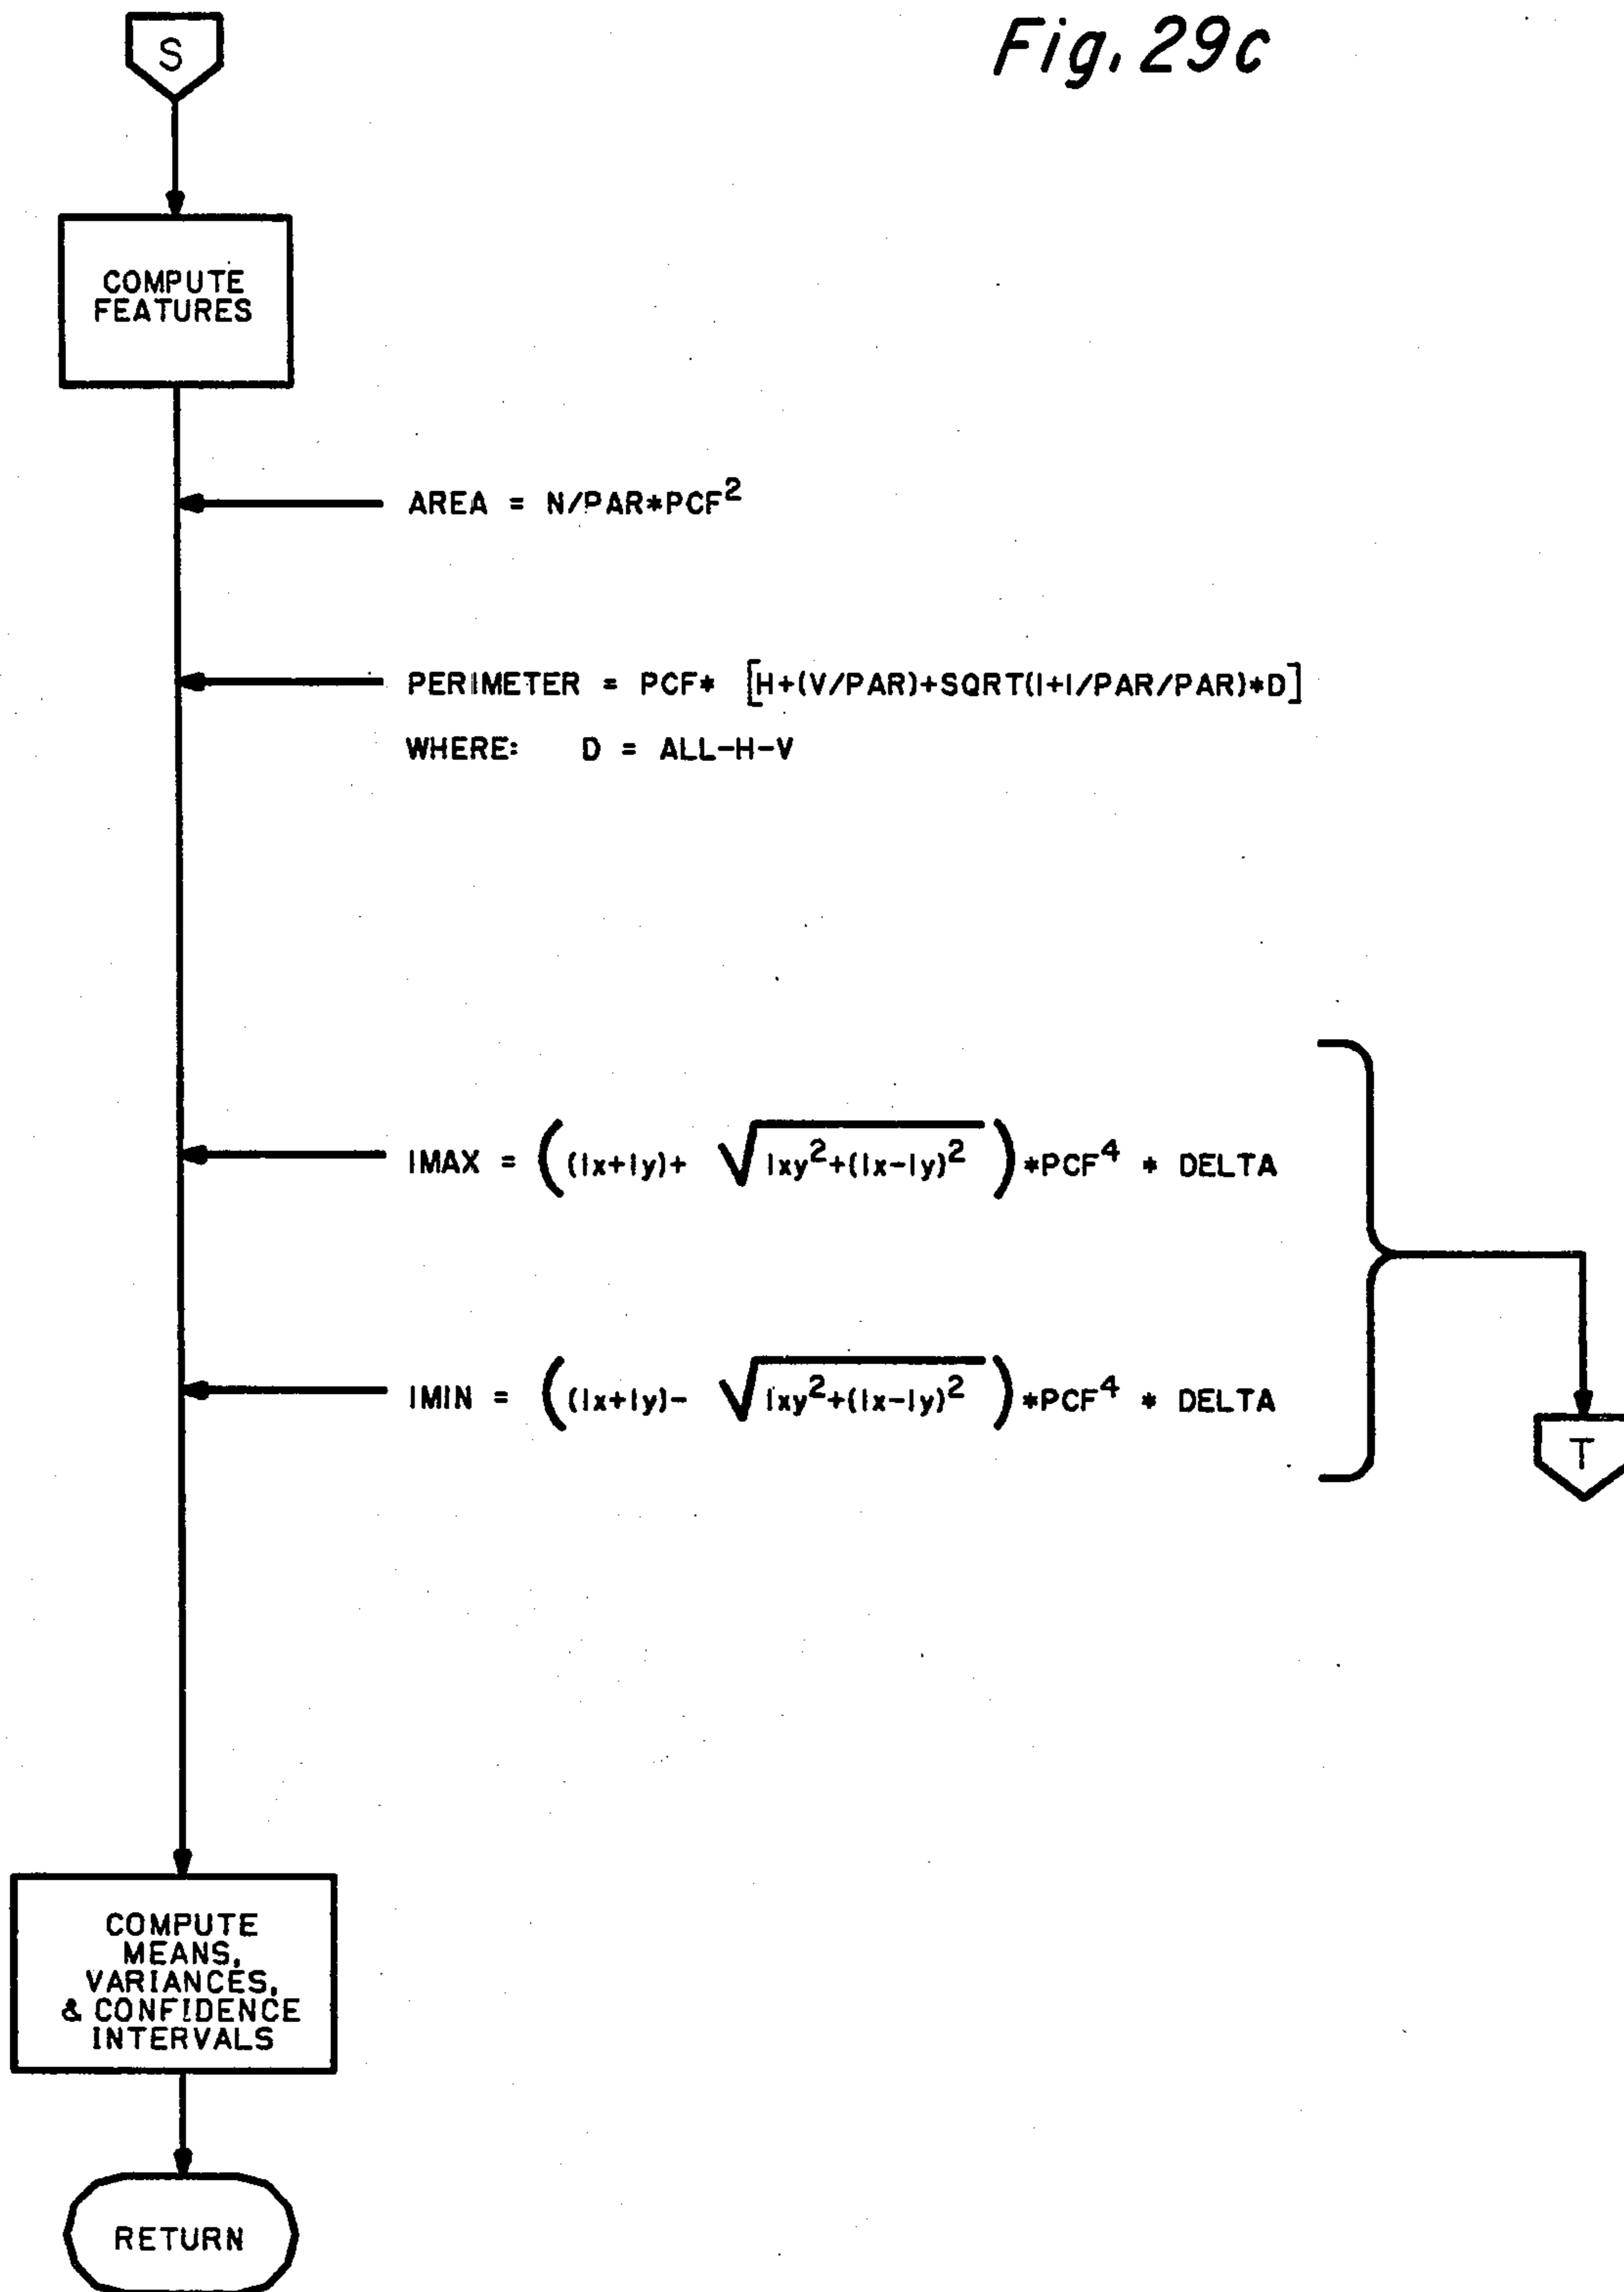 Fig. 29c
S
COMPUTE
FEATURES
AREA = N/PAR*PCF²
PERIMETER = PCF* [H+(V/PAR)+SQRT(1+1/PAR/PAR)*D]
WHERE: D = ALL-H-V
IMAX = ((Ix+Iy)+ √Ixy²+(Ix-Iy)² )*PCF⁴ * DELTA
IMIN = ((Ix+Iy)- √Ixy²+(Ix-Iy)² )*PCF⁴ * DELTA
T
COMPUTE
MEANS,
VARIANCES,
& CONFIDENCE
INTERVALS
RETURN